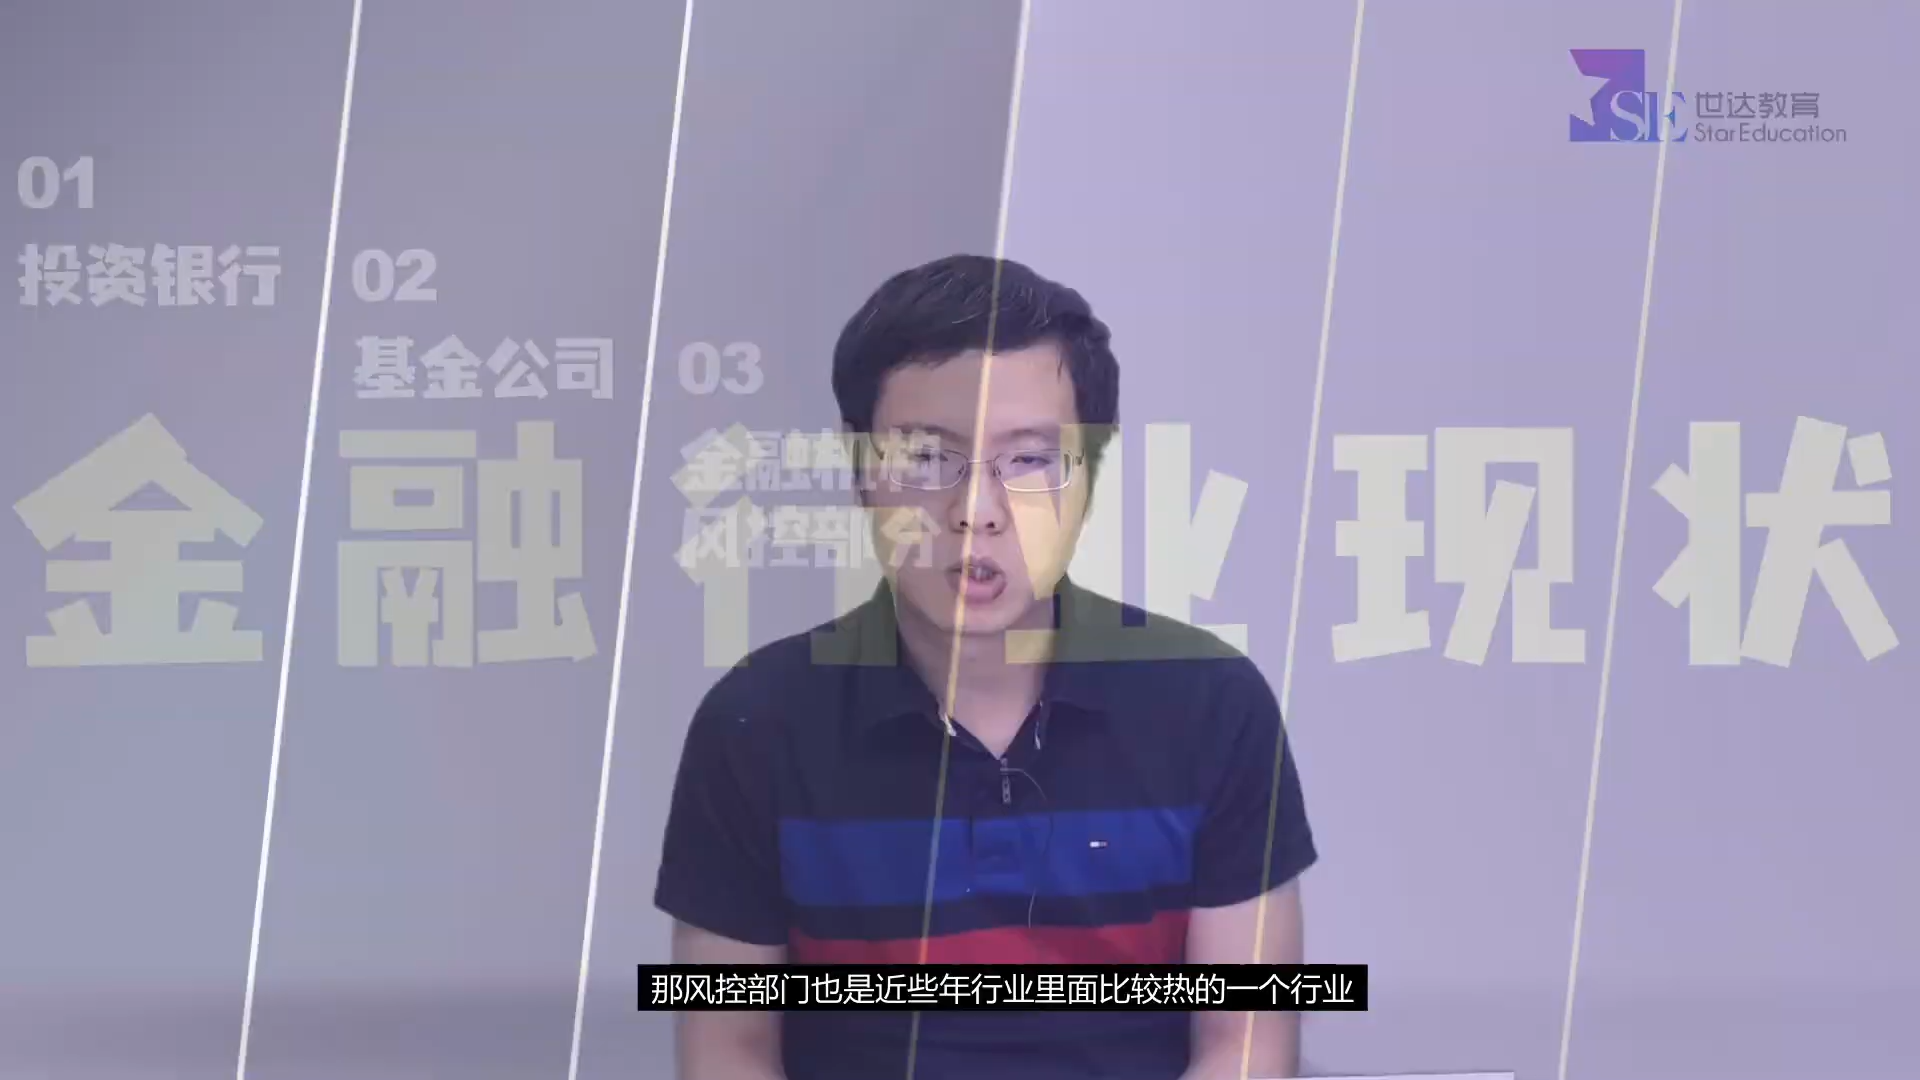 SE 世达教育
StarEducation
01
投资银行
02
基金公司
03
金融机构
风控部分
金融行业现状
那风控部门也是近些年行业里面比较热的一个行业